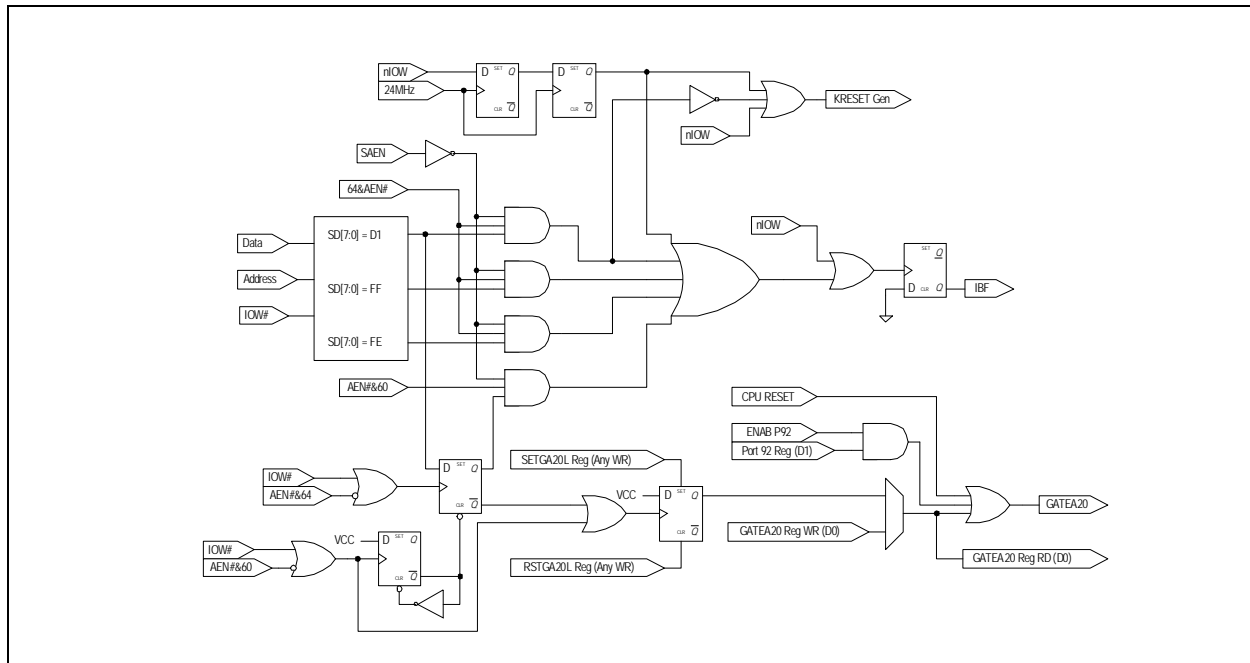 nIOW
24MHz
D SET Q
CLR Q
D SET Q
CLR Q
KRESET Gen
nIOW
SAEN
64&AEN#
Data
Address
IOW#
SD[7:0] = D1
SD[7:0] = FF
SD[7:0] = FE
AEN#&60
nIOW
SET Q
D CLR Q
IBF
CPU RESET
ENAB P92
Port 92 Reg (D1)
IOW#
AEN#&64
D SET Q
CLR Q
SETGA20L Reg (Any WR)
VCC
D SET Q
CLR Q
RSTGA20L Reg (Any WR)
GATEA20 Reg WR (D0)
GATEA20
GATEA20 Reg RD (D0)
IOW#
AEN#&60
VCC
D SET Q
CLR Q